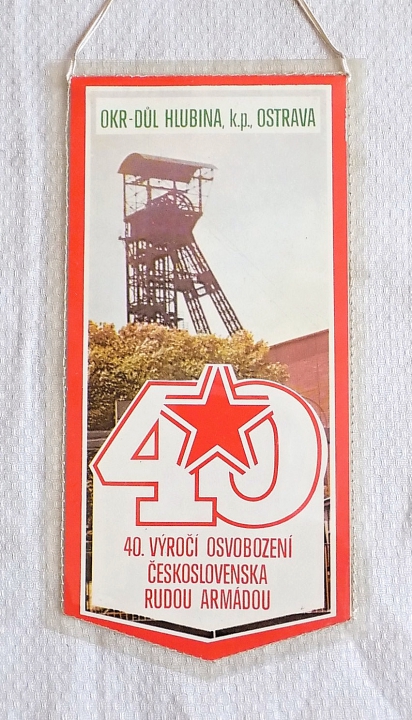 OKR-DŮL HLUBINA, k.p., OSTRAVA
40
40. VÝROČÍ OSVOBOZENÍ
ČESKOSLOVENSKA
RUDOU ARMÁDOU